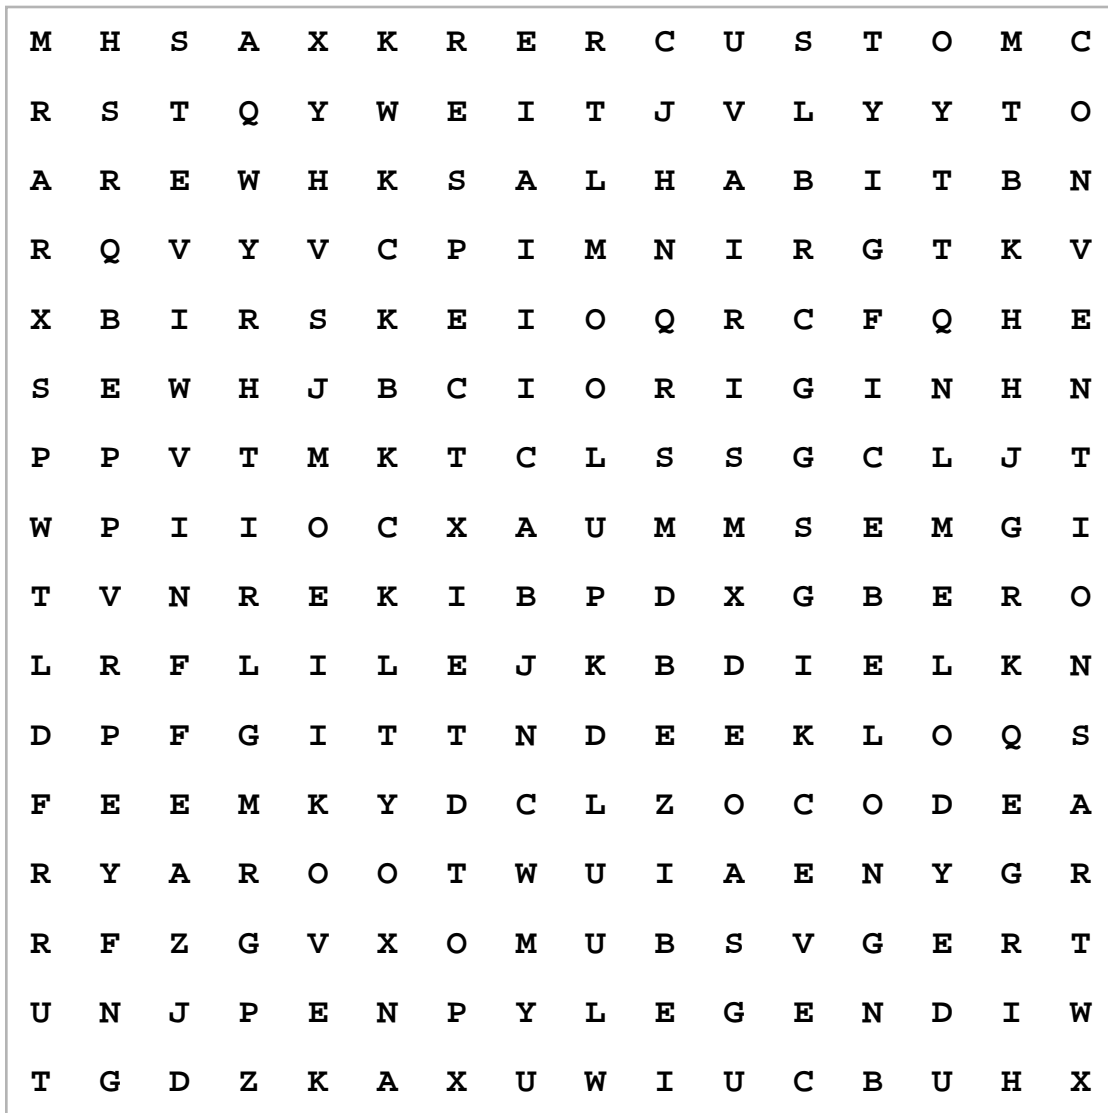 M H S A X K R E R C U S T O M C
R S T Q Y W E I T J V L Y Y T O
A R E W H K S A L H A B I T B N
R Q V Y V C P I M N I R G T K V
X B I R S K E I O Q R C F Q H E
S E W H J B C I O R I G I N H N
P P V T M K T C L S S G C L J T
W P I I O C X A U M M S E M G I
T V N R E K I B P D X G B E R O
L R F L I L E J K B D I E L K N
D P F G I T T N D E E K L O Q S
F E E M K Y D C L Z O C O D E A
R Y A R O O T W U I A E N Y G R
R F Z G V X O M U B S V G E R T
U N J P E N P Y L E G E N D I W
T G D Z K A X U W I U C B U H X